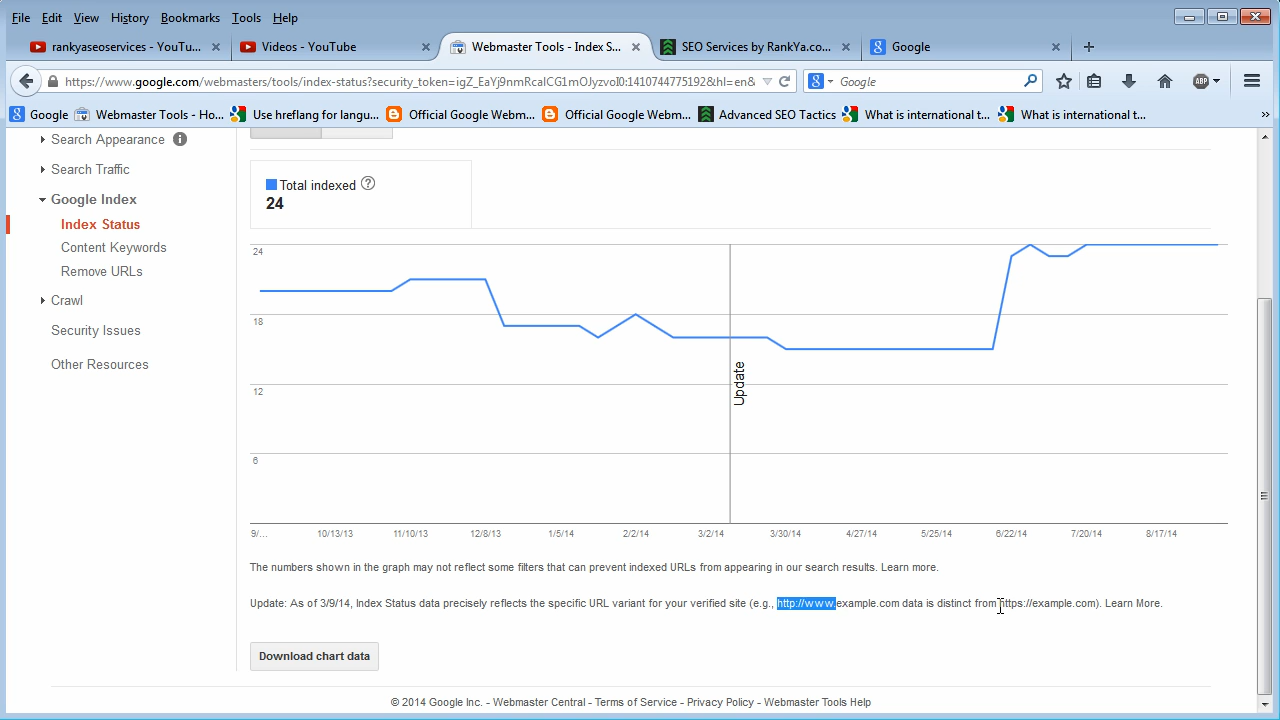 File Edit View History Bookmarks Tools Help
rankyaseoservices - YouTu...
Videos - YouTube
Webmaster Tools - Index S...
SEO Services by RankYa.co...
Google
https://www.google.com/webmasters/tools/index-status?security_token=igZ_EaYj9nmRcaICG1mOJyzvoI0:1410744775192&hl=en&
Google
ABP
Google
Webmaster Tools - Ho...
Using hreflang for langu...
Official Google Webm...
Official Google Webm...
Advanced SEO Tactics
What is international t...
What is international t...
Search Appearance
Search Traffic
Google Index
Index Status
Content Keywords
Remove URLs
Crawl
Security Issues
Other Resources
Total indexed
24
24
18
12
6
Update
9/... 10/13/13 11/10/13 12/8/13 1/5/14 2/2/14 3/2/14 3/30/14 4/27/14 5/25/14 6/22/14 7/20/14 8/17/14
The numbers shown in the graph may not reflect some filters that can prevent indexed URLs from appearing in our search results. Learn more.
Update: As of 3/9/14, Index Status data precisely reflects the specific URL variant for your verified site (e.g., http://www.example.com data is distinct from https://example.com). Learn More.
Download chart data
© 2014 Google Inc. - Webmaster Central - Terms of Service - Privacy Policy - Webmaster Tools Help